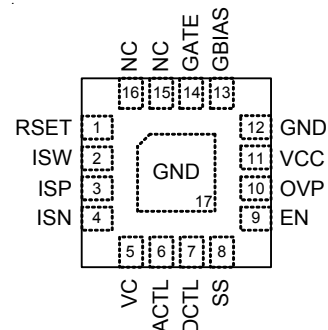 NC NC GATE GBIAS
16 15 14 13
RSET 1 12 GND
ISW 2 11 VCC
ISP 3 10 OVP
ISN 4 9 EN
GND
17
5 6 7 8
VC ACTL DCTL SS